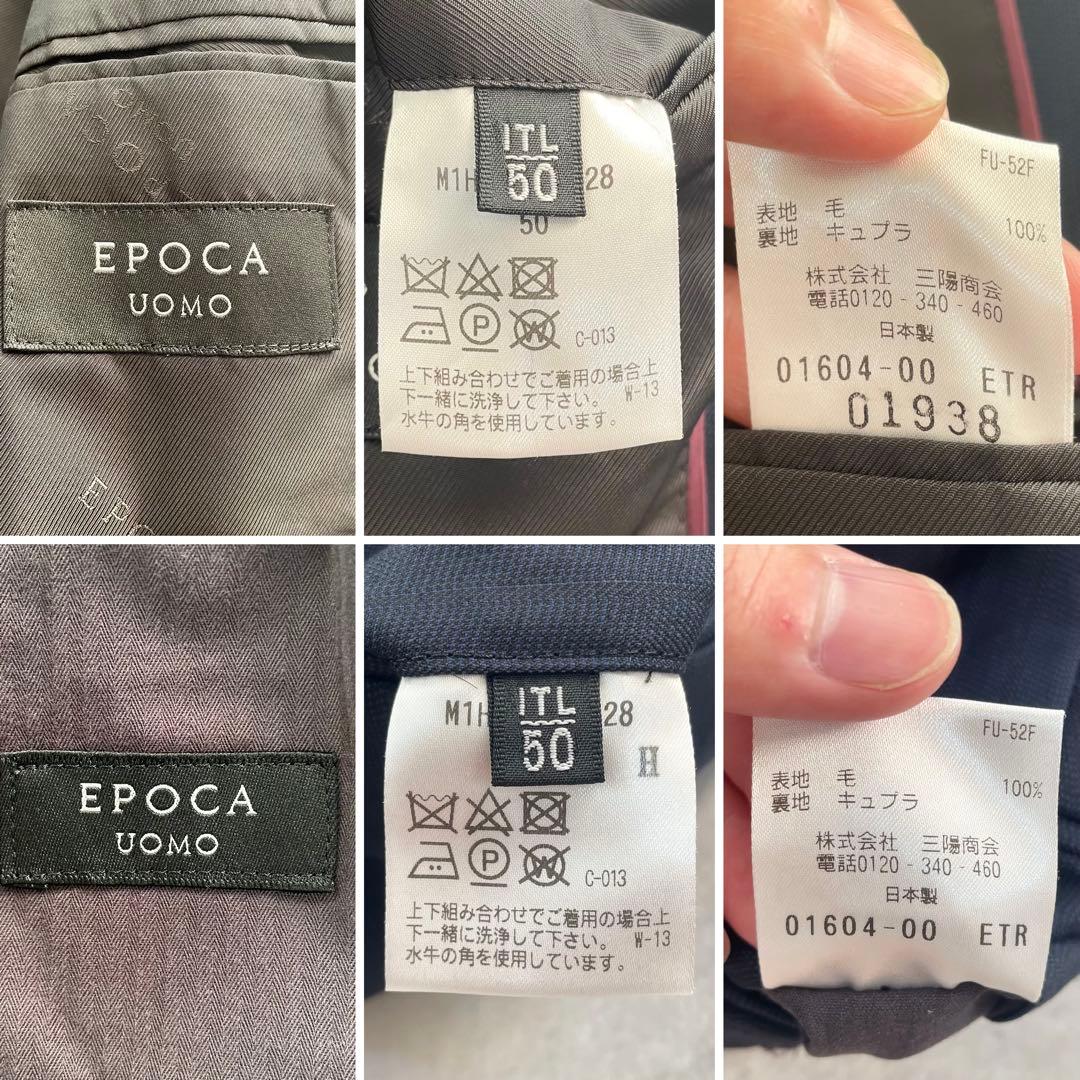 EPOCA
UOMO
EPO
ITL
50
M1H 28
50
C-013
上下組み合わせでご着用の場合上
下一緒に洗浄して下さい。 W-13
水牛の角を使用しています。
FU-52F
表地 毛
裏地 キュプラ 100%
株式会社 三陽商会
電話0120-340-460
日本製
01604-00 ETR
01938
EPOCA
UOMO
ITL
50
M1H 28
H
C-013
上下組み合わせでご着用の場合上
下一緒に洗浄して下さい。 W-13
水牛の角を使用しています。
FU-52F
表地 毛
裏地 キュプラ 100%
株式会社 三陽商会
電話0120-340-460
日本製
01604-00 ETR